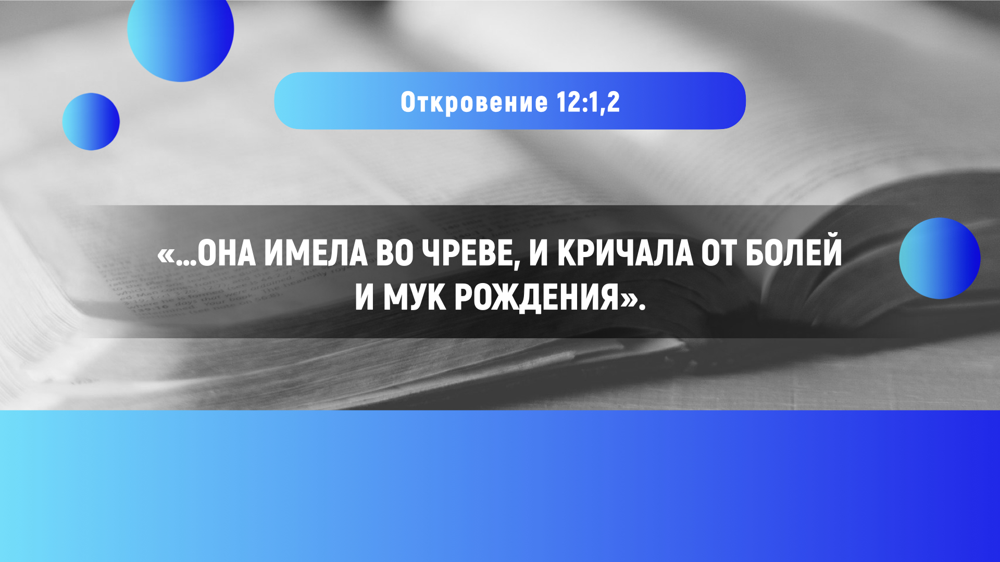 Откровение 12:1,2
«...ОНА ИМЕЛА ВО ЧРЕВЕ, И КРИЧАЛА ОТ БОЛЕЙ
И МУК РОЖДЕНИЯ».